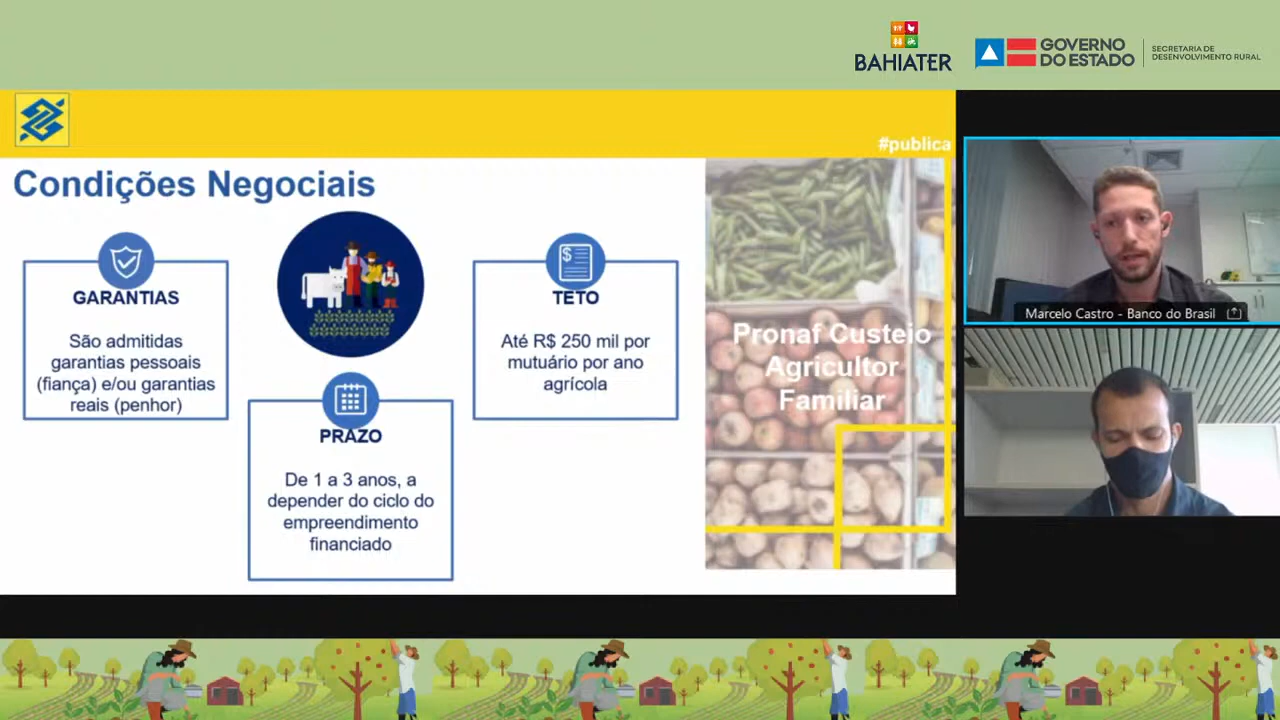 BAHIATER
GOVERNO
DO ESTADO
SECRETARIA DE
DESENVOLVIMENTO RURAL
#pública
Condições Negociais
GARANTIAS
São admitidas
garantias pessoais
(fiança) e/ou garantias
reais (penhor)
PRAZO
De 1 a 3 anos, a
depender do ciclo do
empreendimento
financiado
TETO
Até R$ 250 mil por
mutuário por ano
agrícola
Pronaf Custeio
Agricultor
Familiar
Marcelo Castro - Banco do Brasil